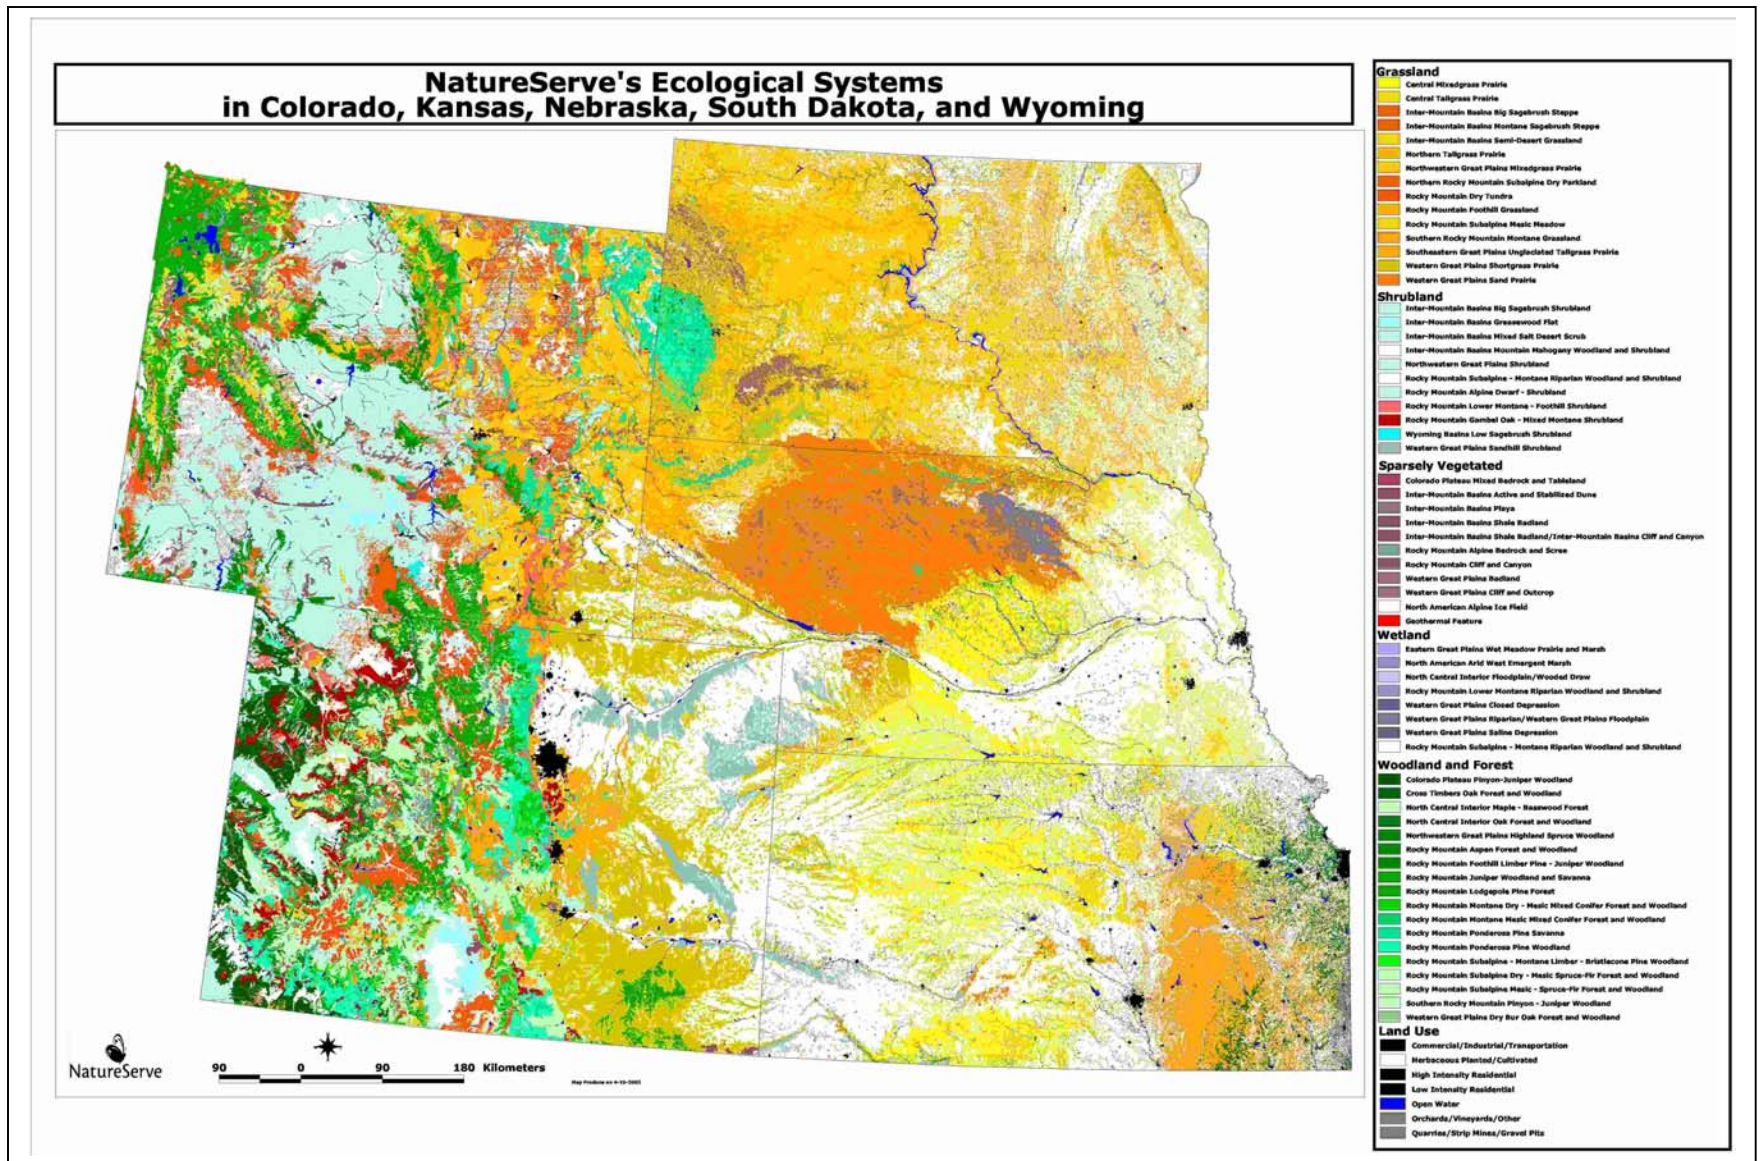 NatureServe's Ecological Systems
in Colorado, Kansas, Nebraska, South Dakota, and Wyoming
Grassland
Central Mixedgrass Prairie
Central Tallgrass Prairie
Inter-Mountain Basins Big Sagebrush Steppe
Inter-Mountain Basins Montane Sagebrush Steppe
Inter-Mountain Basins Semi-Desert Grassland
Northern Tallgrass Prairie
Northwestern Great Plains Mixedgrass Prairie
Northern Rocky Mountain Subalpine Dry Parkland
Rocky Mountain Dry Tundra
Rocky Mountain Foothill Grassland
Rocky Mountain Subalpine Mesic Meadow
Southern Rocky Mountain Montane Grassland
Southeastern Great Plains Unglaciated Tallgrass Prairie
Western Great Plains Shortgrass Prairie
Western Great Plains Sand Prairie
Shrubland
Inter-Mountain Basins Big Sagebrush Shrubland
Inter-Mountain Basins Greasewood Flat
Inter-Mountain Basins Mixed Salt Desert Scrub
Inter-Mountain Basins Mountain Mahogany Woodland and Shrubland
Northwestern Great Plains Shrubland
Rocky Mountain Subalpine - Montane Riparian Woodland and Shrubland
Rocky Mountain Alpine Dwarf - Shrubland
Rocky Mountain Lower Montane - Foothill Shrubland
Rocky Mountain Gambel Oak - Mixed Montane Shrubland
Wyoming Basins Low Sagebrush Shrubland
Western Great Plains Sandhill Shrubland
Sparsely Vegetated
Colorado Plateau Mixed Bedrock and Tableland
Inter-Mountain Basins Active and Stabilized Dune
Inter-Mountain Basins Playa
Inter-Mountain Basins Shale Badland
Inter-Mountain Basins Shale Badland/Inter-Mountain Basins Cliff and Canyon
Rocky Mountain Alpine Bedrock and Scree
Rocky Mountain Cliff and Canyon
Western Great Plains Badland
Western Great Plains Cliff and Outcrop
North American Alpine Ice Field
Geothermal Feature
Wetland
Eastern Great Plains Wet Meadow Prairie and Marsh
North American Arid West Emergent Marsh
North Central Interior Floodplain/Wooded Draw
Rocky Mountain Lower Montane Riparian Woodland and Shrubland
Western Great Plains Closed Depression
Western Great Plains Riparian/Western Great Plains Floodplain
Western Great Plains Saline Depression
Rocky Mountain Subalpine - Montane Riparian Woodland and Shrubland
Woodland and Forest
Colorado Plateau Pinyon-Juniper Woodland
Cross Timbers Oak Forest and Woodland
North Central Interior Maple - Basswood Forest
North Central Interior Oak Forest and Woodland
Northwestern Great Plains Highland Spruce Woodland
Rocky Mountain Aspen Forest and Woodland
Rocky Mountain Foothill Limber Pine - Juniper Woodland
Rocky Mountain Juniper Woodland and Savanna
Rocky Mountain Lodgepole Pine Forest
Rocky Mountain Montane Dry - Mesic Mixed Conifer Forest and Woodland
Rocky Mountain Montane Mesic Mixed Conifer Forest and Woodland
Rocky Mountain Ponderosa Pine Savanna
Rocky Mountain Ponderosa Pine Woodland
Rocky Mountain Subalpine - Montane Limber - Bristlecone Pine Woodland
Rocky Mountain Subalpine Dry - Mesic Spruce-Fir Forest and Woodland
Rocky Mountain Subalpine Mesic - Spruce-Fir Forest and Woodland
Southern Rocky Mountain Pinyon - Juniper Woodland
Western Great Plains Dry Bur Oak Forest and Woodland
Land Use
Commercial/Industrial/Transportation
Herbaceous Planted/Cultivated
High Intensity Residential
Low Intensity Residential
Open Water
Orchards/Vineyards/Other
Quarries/Strip Mines/Gravel Pits
NatureServe
90 0 90 180 Kilometers
Map Produce on